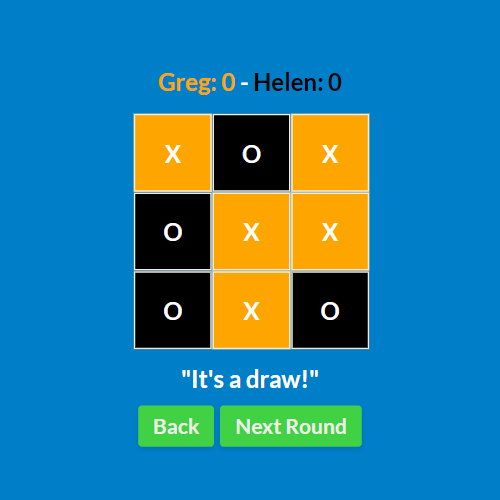 Greg: 0 - Helen: 0
X O X
O X X
O X O
"It's a draw!"
Back Next Round